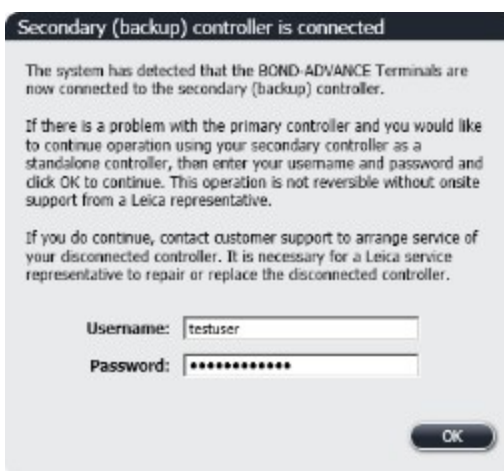 Secondary (backup) controller is connected
The system has detected that the BOND-ADVANCE Terminals are
now connected to the secondary (backup) controller.
If there is a problem with the primary controller and you would like
to continue operation using your secondary controller as a
standalone controller, then enter your username and password and
click OK to continue. This operation is not reversible without onsite
support from a Leica representative.
If you do continue, contact customer support to arrange service of
your disconnected controller. It is necessary for a Leica service
representative to repair or replace the disconnected controller.
Username: testuser
Password: ●●●●●●●●●●●●
OK